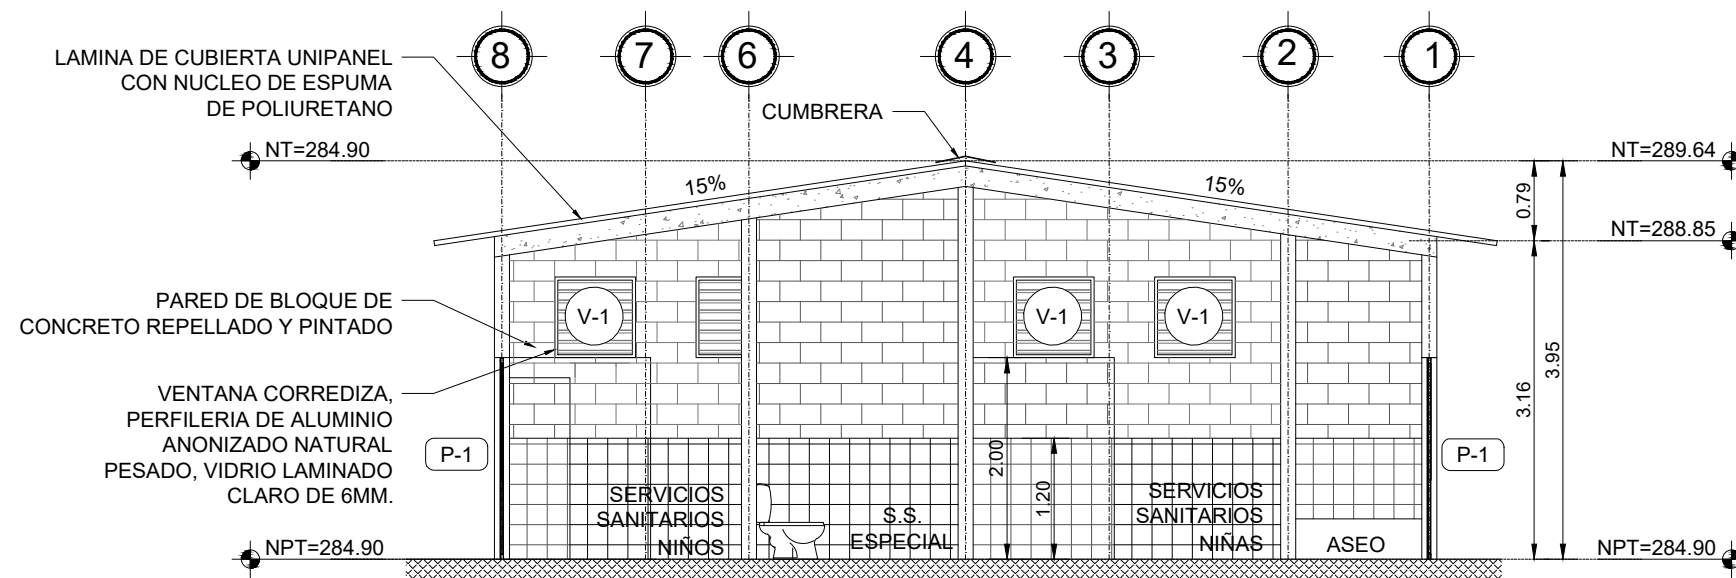 8 7 6 4 3 2 1
LAMINA DE CUBIERTA UNIPANEL
CON NUCLEO DE ESPUMA
DE POLIURETANO
CUMBRERA
NT=284.90
NT=289.64
15%
15%
0.79
NT=288.85
PARED DE BLOQUE DE
CONCRETO REPELLADO Y PINTADO
V-1
V-1
V-1
3.95
3.16
VENTANA CORREDIZA,
PERFILERIA DE ALUMINIO
ANONIZADO NATURAL
PESADO, VIDRIO LAMINADO
CLARO DE 6MM.
P-1
P-1
2.00
1.20
SERVICIOS
SANITARIOS
NIÑOS
S.S.
ESPECIAL
SERVICIOS
SANITARIOS
NIÑAS
ASEO
NPT=284.90
NPT=284.90